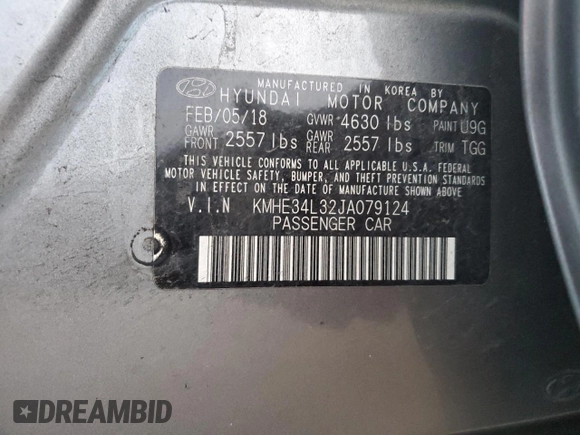 MANUFACTURED IN KOREA BY
HYUNDAI MOTOR COMPANY
FEB/05/18 GVWR 4630 lbs PAINT U9G
GAWR FRONT 2557 lbs GAWR REAR 2557 lbs TRIM TGG
THIS VEHICLE CONFORMS TO ALL APPLICABLE U.S.A. FEDERAL
MOTOR VEHICLE SAFETY, BUMPER, AND THEFT PREVENTION STANDARDS
IN EFFECT ON THE DATE OF MANUFACTURE SHOWN ABOVE
V.I.N KMHE34L32JA079124
PASSENGER CAR
DREAMBID